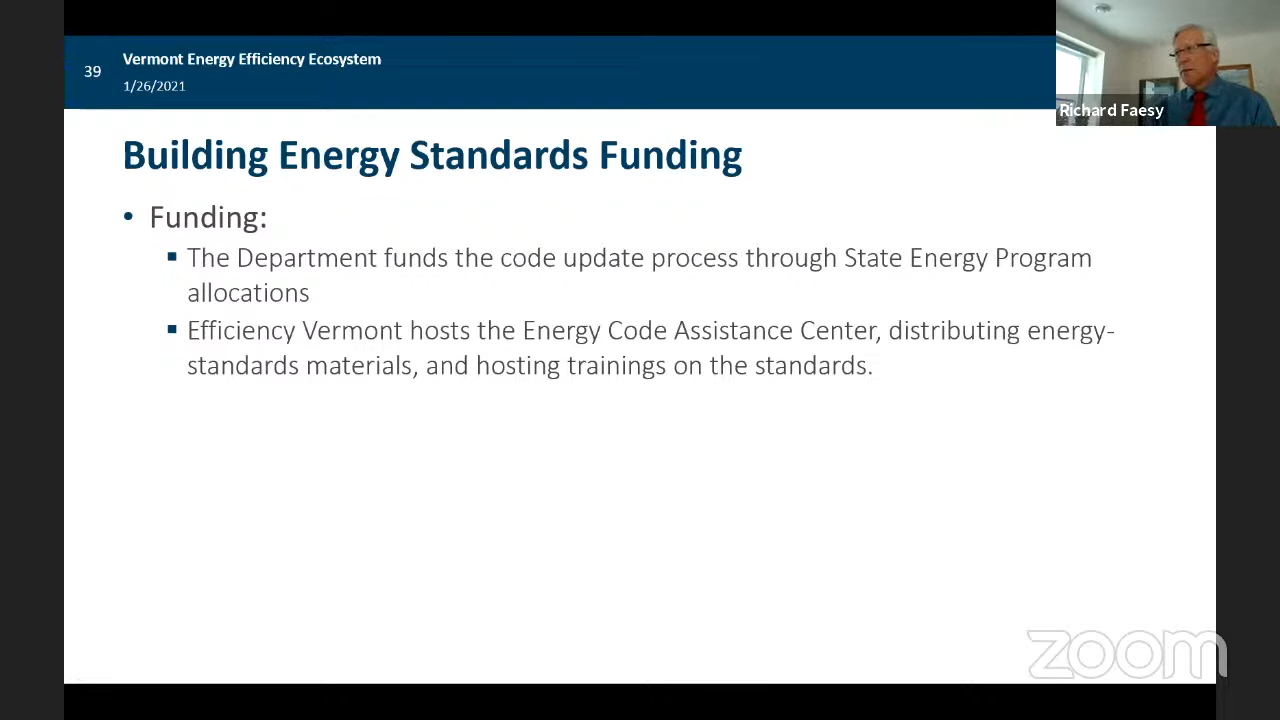 39
Vermont Energy Efficiency Ecosystem
1/26/2021
Richard Faesy
Building Energy Standards Funding
• Funding:
▪ The Department funds the code update process through State Energy Program
allocations
▪ Efficiency Vermont hosts the Energy Code Assistance Center, distributing energy-
standards materials, and hosting trainings on the standards.
zoom